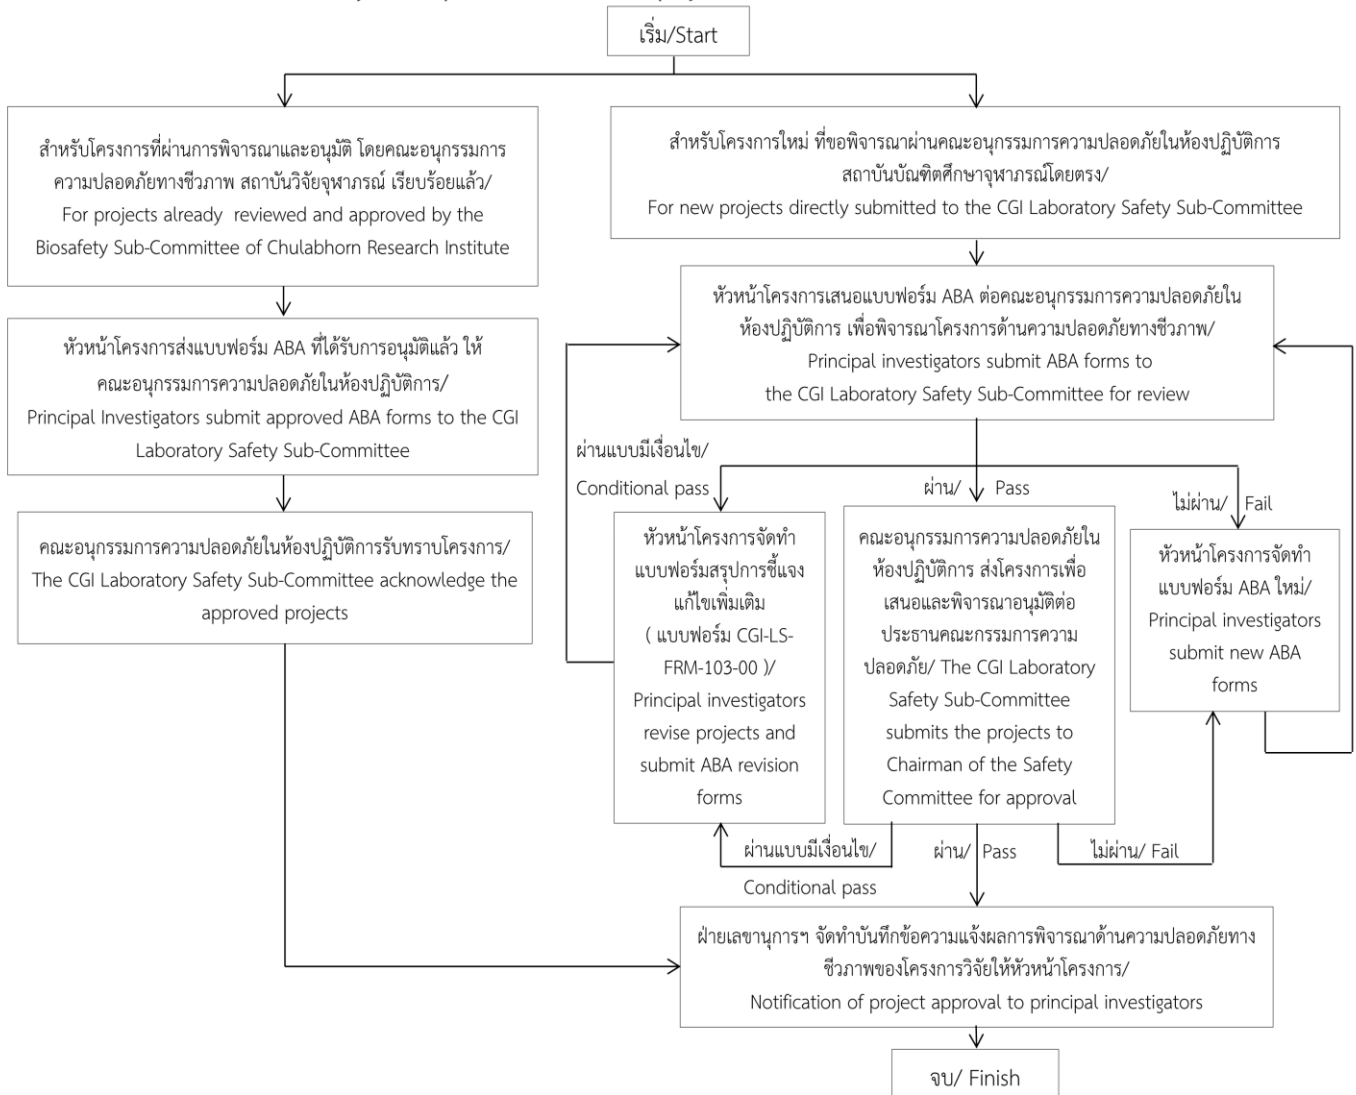 เริ่ม/Start
สำหรับโครงการที่ผ่านการพิจารณาและอนุมัติ โดยคณะอนุกรรมการ
ความปลอดภัยทางชีวภาพ สถาบันวิจัยจุฬาภรณ์ เรียบร้อยแล้ว/
For projects already reviewed and approved by the
Biosafety Sub-Committee of Chulabhorn Research Institute
สำหรับโครงการใหม่ ที่ขอพิจารณาผ่านคณะอนุกรรมการความปลอดภัยในห้องปฏิบัติการ
สถาบันบัณฑิตศึกษาจุฬาภรณ์โดยตรง/
For new projects directly submitted to the CGI Laboratory Safety Sub-Committee
หัวหน้าโครงการส่งแบบฟอร์ม ABA ที่ได้รับการอนุมัติแล้ว ให้
คณะอนุกรรมการความปลอดภัยในห้องปฏิบัติการ/
Principal Investigators submit approved ABA forms to the CGI
Laboratory Safety Sub-Committee
หัวหน้าโครงการเสนอแบบฟอร์ม ABA ต่อคณะอนุกรรมการความปลอดภัยใน
ห้องปฏิบัติการ เพื่อพิจารณาโครงการด้านความปลอดภัยทางชีวภาพ/
Principal investigators submit ABA forms to
the CGI Laboratory Safety Sub-Committee for review
คณะอนุกรรมการความปลอดภัยในห้องปฏิบัติการรับทราบโครงการ/
The CGI Laboratory Safety Sub-Committee acknowledge the
approved projects
ผ่านแบบมีเงื่อนไข/
Conditional pass
ผ่าน/ Pass
ไม่ผ่าน/ Fail
หัวหน้าโครงการจัดทำ
แบบฟอร์มสรุปการชี้แจง
แก้ไขเพิ่มเติม
( แบบฟอร์ม CGI-LS-
FRM-103-00 )/
Principal investigators
revise projects and
submit ABA revision
forms
คณะอนุกรรมการความปลอดภัยใน
ห้องปฏิบัติการ ส่งโครงการเพื่อ
เสนอและพิจารณาอนุมัติต่อ
ประธานคณะกรรมการความ
ปลอดภัย/ The CGI Laboratory
Safety Sub-Committee
submits the projects to
Chairman of the Safety
Committee for approval
หัวหน้าโครงการจัดทำ
แบบฟอร์ม ABA ใหม่/
Principal investigators
submit new ABA
forms
ผ่านแบบมีเงื่อนไข/
Conditional pass
ผ่าน/ Pass
ไม่ผ่าน/ Fail
ฝ่ายเลขานุการฯ จัดทำบันทึกข้อความแจ้งผลการพิจารณาด้านความปลอดภัยทาง
ชีวภาพของโครงการวิจัยให้หัวหน้าโครงการ/
Notification of project approval to principal investigators
จบ/ Finish